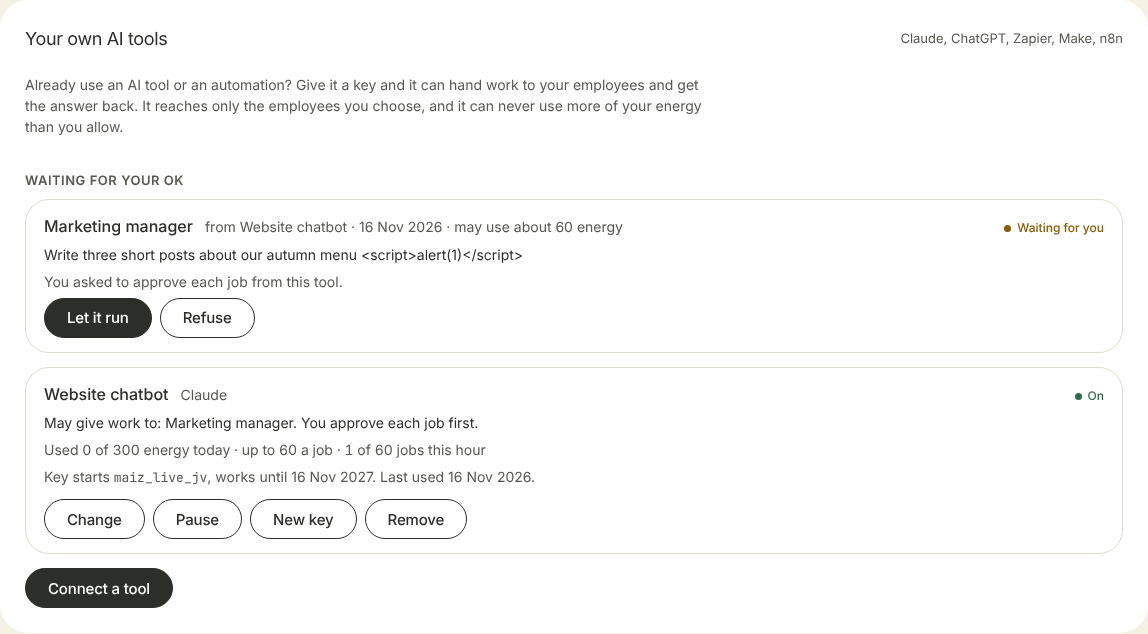 Your own AI tools
Claude, ChatGPT, Zapier, Make, n8n
Already use an AI tool or an automation? Give it a key and it can hand work to your employees and get
the answer back. It reaches only the employees you choose, and it can never use more of your energy
than you allow.
WAITING FOR YOUR OK
Marketing manager from Website chatbot · 16 Nov 2026 · may use about 60 energy
Waiting for you
Write three short posts about our autumn menu <script>alert(1)</script>
You asked to approve each job from this tool.
Let it run
Refuse
Website chatbot Claude
On
May give work to: Marketing manager. You approve each job first.
Used 0 of 300 energy today · up to 60 a job · 1 of 60 jobs this hour
Key starts maiz_live_jv, works until 16 Nov 2027. Last used 16 Nov 2026.
Change
Pause
New key
Remove
Connect a tool